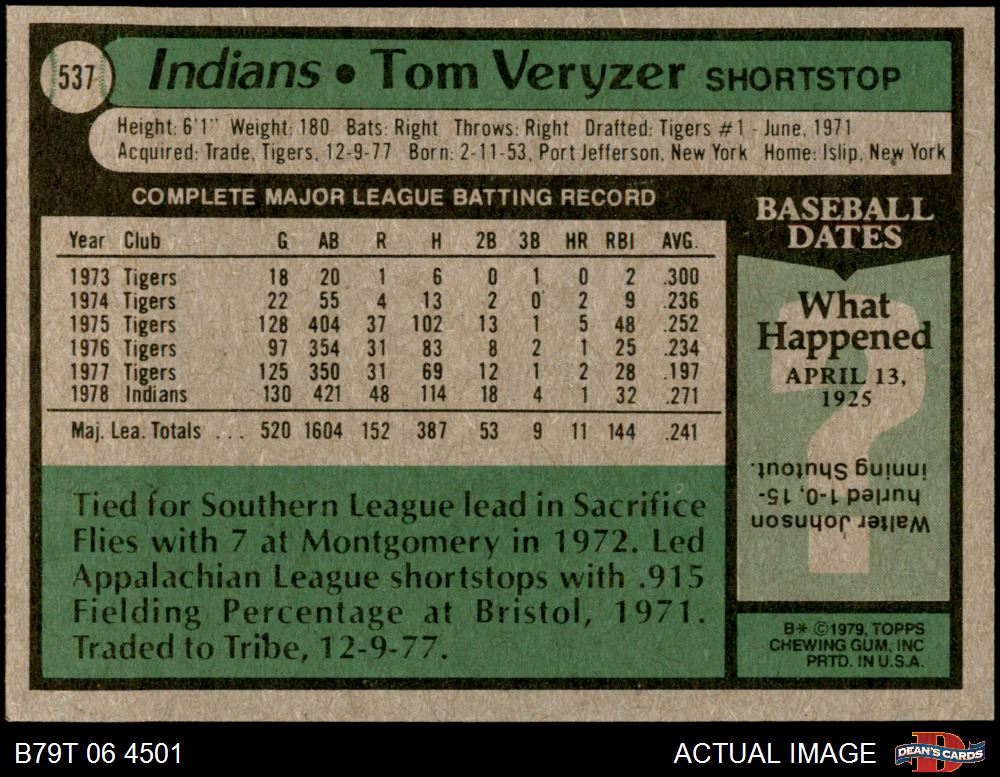 537
Indians • Tom Veryzer SHORTSTOP
Height: 6'1" Weight: 180 Bats: Right Throws: Right Drafted: Tigers #1 - June, 1971
Acquired: Trade, Tigers, 12-9-77 Born: 2-11-53, Port Jefferson, New York Home: Islip, New York
COMPLETE MAJOR LEAGUE BATTING RECORD
Year Club G AB R H 2B 3B HR RBI AVG.
1973 Tigers 18 20 1 6 0 1 0 2 .300
1974 Tigers 22 55 4 13 2 0 2 9 .236
1975 Tigers 128 404 37 102 13 1 5 48 .252
1976 Tigers 97 354 31 83 8 2 1 25 .234
1977 Tigers 125 350 31 69 12 1 2 28 .197
1978 Indians 130 421 48 114 18 4 1 32 .271
Maj. Lea. Totals ... 520 1604 152 387 53 9 11 144 .241
Tied for Southern League lead in Sacrifice
Flies with 7 at Montgomery in 1972. Led
Appalachian League shortstops with .915
Fielding Percentage at Bristol, 1971.
Traded to Tribe, 12-9-77.
BASEBALL
DATES
?
What
Happened
APRIL 13,
1925
Walter Johnson
hurled 1-0, 15-
inning Shutout.
B* ©1979, TOPPS
CHEWING GUM, INC
PRTD. IN U.S.A.
B79T 06 4501
ACTUAL IMAGE
D
DEAN'S CARDS